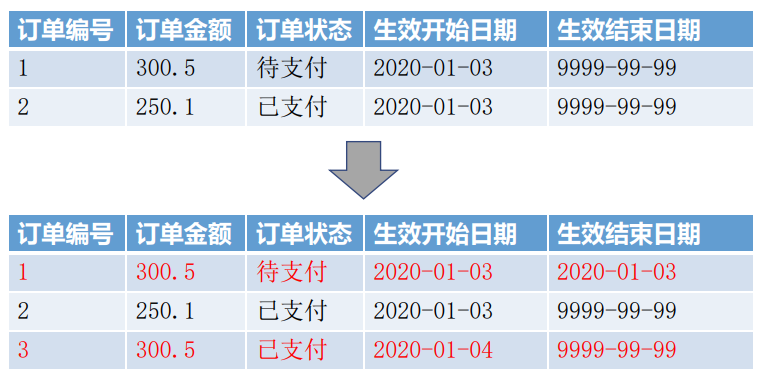 订单编号 订单金额 订单状态 生效开始日期 生效结束日期
1 300.5 待支付 2020-01-03 9999-99-99
2 250.1 已支付 2020-01-03 9999-99-99
订单编号 订单金额 订单状态 生效开始日期 生效结束日期
1 300.5 待支付 2020-01-03 2020-01-03
2 250.1 已支付 2020-01-03 9999-99-99
3 300.5 已支付 2020-01-04 9999-99-99